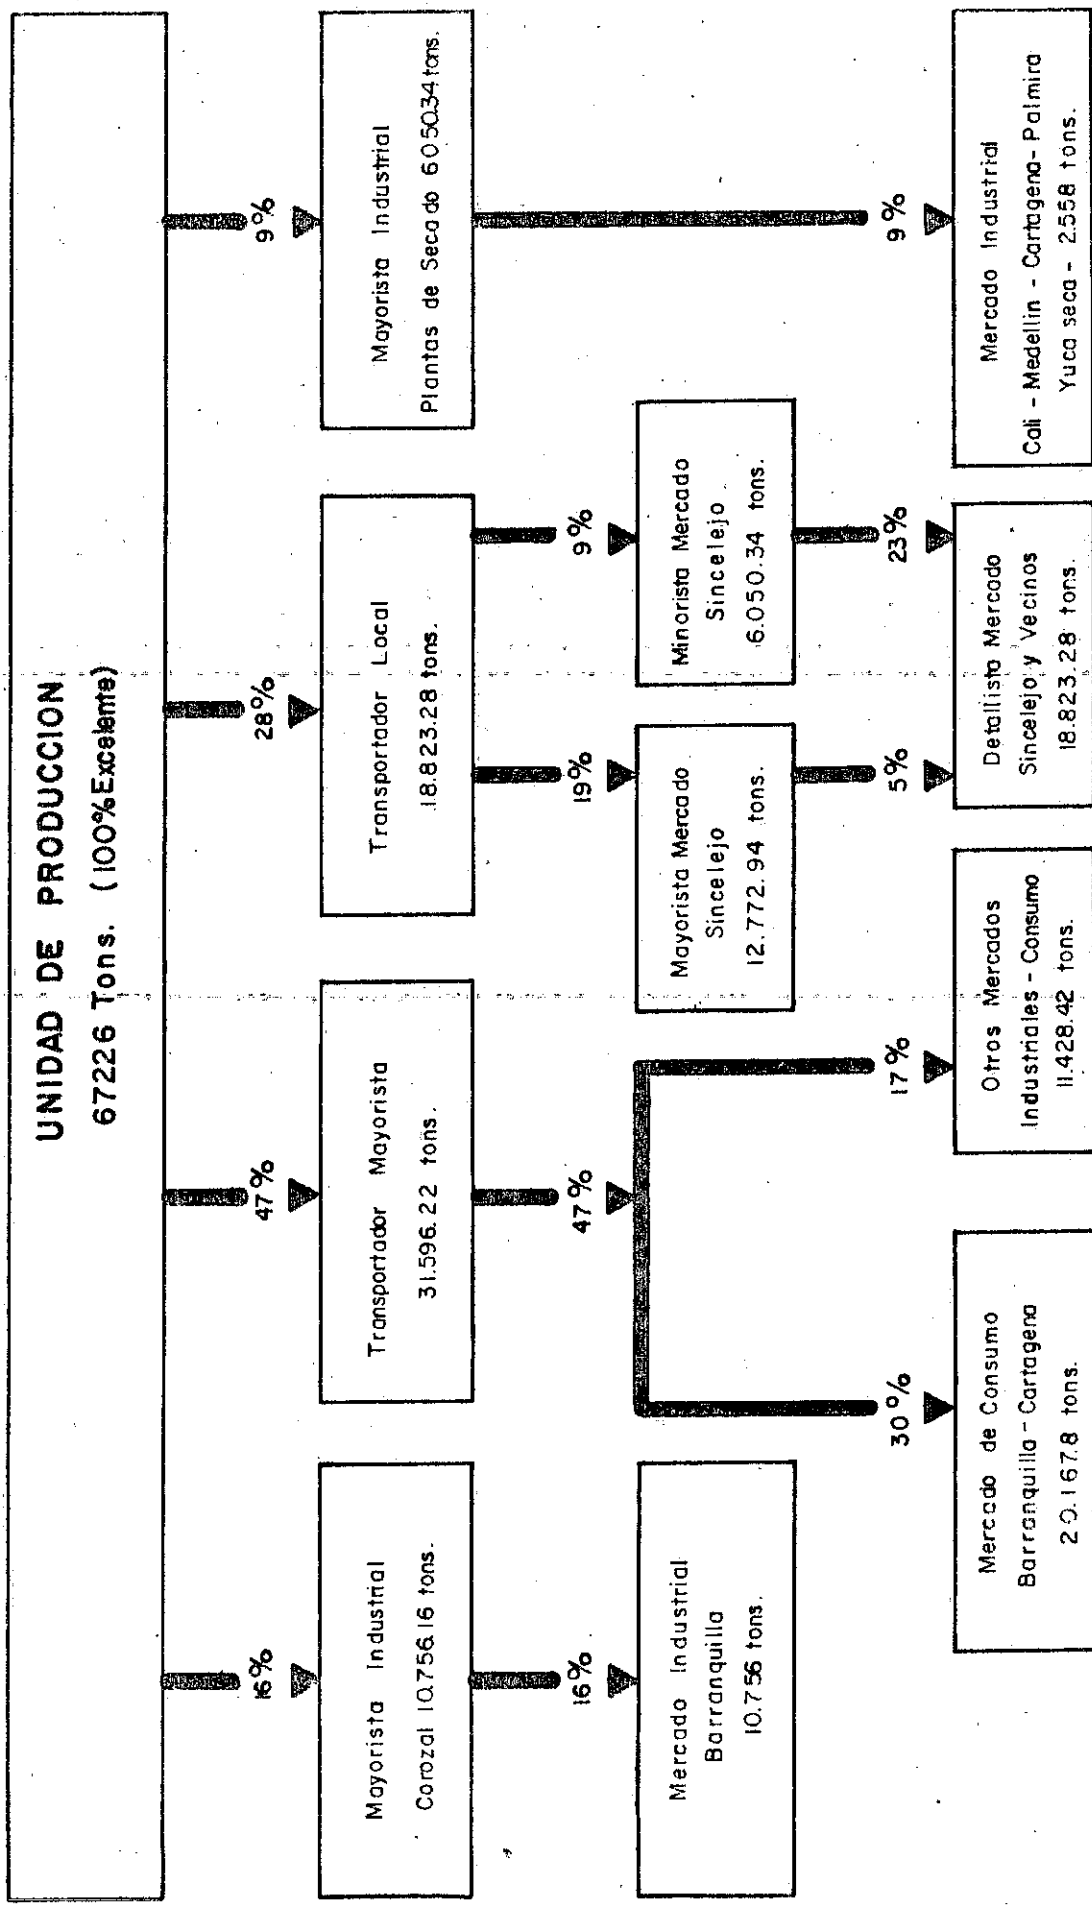 UNIDAD DE PRODUCCION
67226 Tons. (100%Excelente)
16%
47%
28%
9%
Mayorista Industrial
Corozal 10.756.16 tons.
Transportador Mayorista
31.596.22 tons.
Transportador Local
18.823.28 tons.
Mayorista Industrial
Plantas de Secado 6050.34 tons.
16%
47%
19%
9%
Mercado Industrial
Barranquilla
10.756 tons.
Mayorista Mercado
Sincelejo
12.772.94 tons.
Minorista Mercado
Sincelejo
6.050.34 tons.
30%
17%
5%
23%
9%
Mercado de Consumo
Barranquilla - Cartagena
20.167.8 tons.
Otros Mercados
Industriales - Consumo
11.428.42 tons.
Detallista Mercado
Sincelejo y Vecinos
18.823.28 tons.
Mercado Industrial
Cali - Medellin - Cartagena - Palmira
Yuca seca - 2.558 tons.